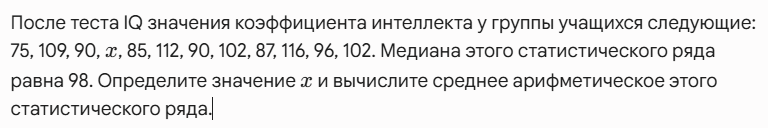 После теста IQ значения коэффициента интеллекта у группы учащихся следующие:
75, 109, 90, x, 85, 112, 90, 102, 87, 116, 96, 102. Медиана этого статистического ряда
равна 98. Определите значение x и вычислите среднее арифметическое этого
статистического ряда.